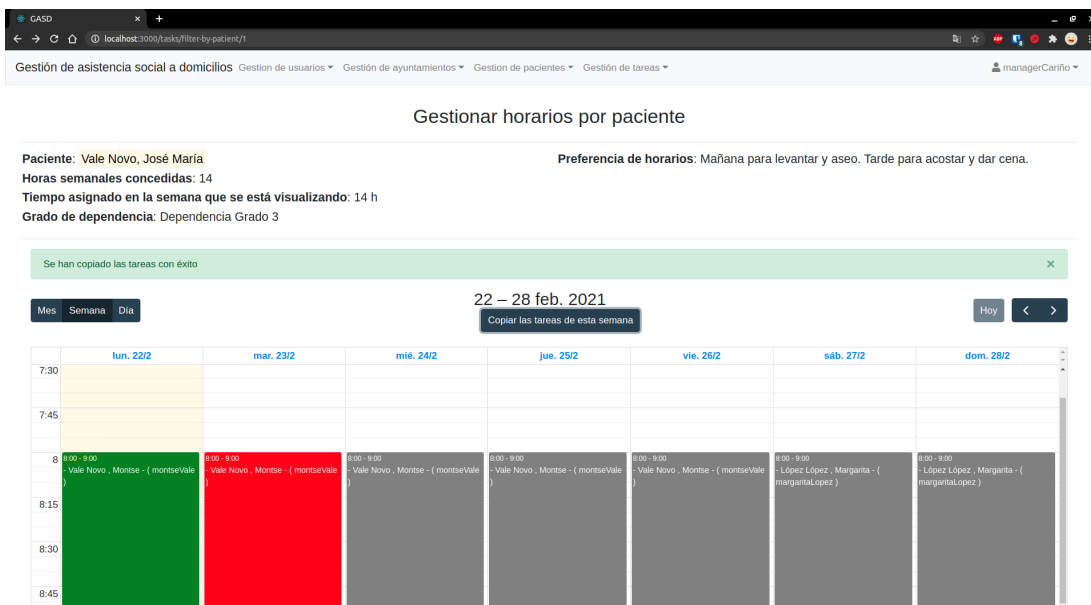 GASD
localhost:3000/tasks/filter-by-patient/1
Gestión de asistencia social a domicilios Gestion de usuarios Gestión de ayuntamientos Gestion de pacientes Gestión de tareas managerCariño
Gestionar horarios por paciente
Paciente: Vale Novo, José María
Preferencia de horarios: Mañana para levantar y aseo. Tarde para acostar y dar cena.
Horas semanales concedidas: 14
Tiempo asignado en la semana que se está visualizando: 14 h
Grado de dependencia: Dependencia Grado 3
Se han copiado las tareas con éxito ×
22 – 28 feb. 2021
Mes Semana Día
Copiar las tareas de esta semana
Hoy
lun. 22/2 mar. 23/2 mié. 24/2 jue. 25/2 vie. 26/2 sáb. 27/2 dom. 28/2
7:30
7:45
8 8:00 - 9:00 8:00 - 9:00 8:00 - 9:00 8:00 - 9:00 8:00 - 9:00 8:00 - 9:00 8:00 - 9:00
- Vale Novo , Montse - ( montseVale - Vale Novo , Montse - ( montseVale - Vale Novo , Montse - ( montseVale - Vale Novo , Montse - ( montseVale - Vale Novo , Montse - ( montseVale - López López , Margarita - ( - López López , Margarita - (
) ) ) ) ) margaritaLopez ) margaritaLopez )
8:15
8:30
8:45